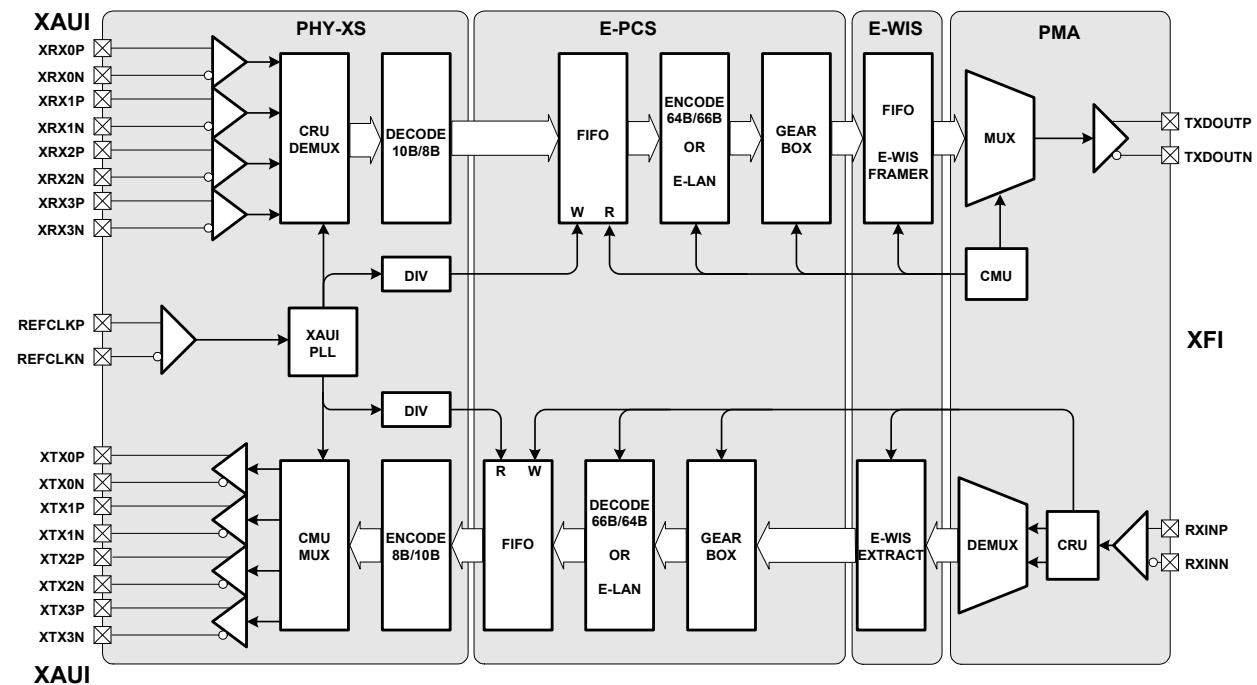 XAUI
PHY-XS
E-PCS
E-WIS
PMA
XRX0P
XRX0N
XRX1P
XRX1N
XRX2P
XRX2N
XRX3P
XRX3N
CRU
DEMUX
DECODE
10B/8B
FIFO
W R
ENCODE
64B/66B
OR
E-LAN
GEAR
BOX
FIFO
E-WIS
FRAMER
MUX
TXDOUTP
TXDOUTN
DIV
CMU
REFCLKP
REFCLKN
XAUI
PLL
XFI
DIV
XTX0P
XTX0N
XTX1P
XTX1N
XTX2P
XTX2N
XTX3P
XTX3N
CMU
MUX
ENCODE
8B/10B
R W
FIFO
DECODE
66B/64B
OR
E-LAN
GEAR
BOX
E-WIS
EXTRACT
DEMUX
CRU
RXINP
RXINN
XAUI